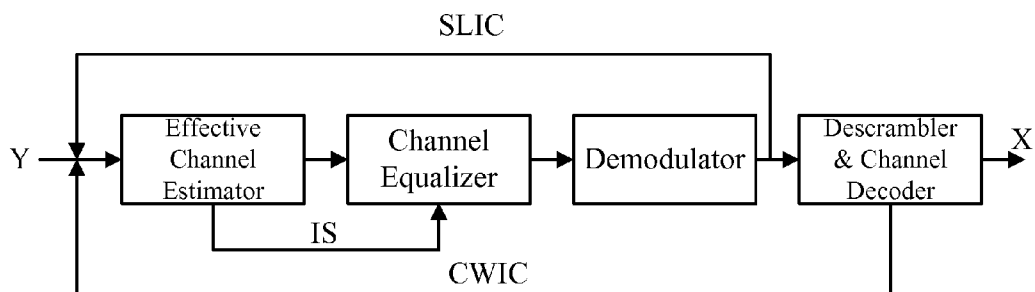 SLIC
Y
Effective
Channel
Estimator
Channel
Equalizer
Demodulator
Descrambler
& Channel
Decoder
X
IS
CWIC